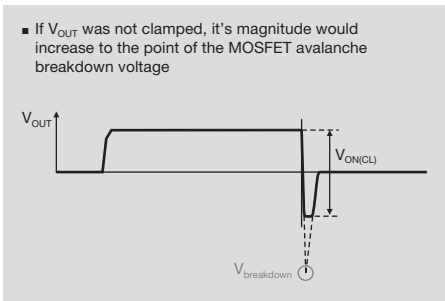 ■ If V_OUT was not clamped, it's magnitude would
increase to the point of the MOSFET avalanche
breakdown voltage
V_OUT
V_ON(CL)
V_breakdown